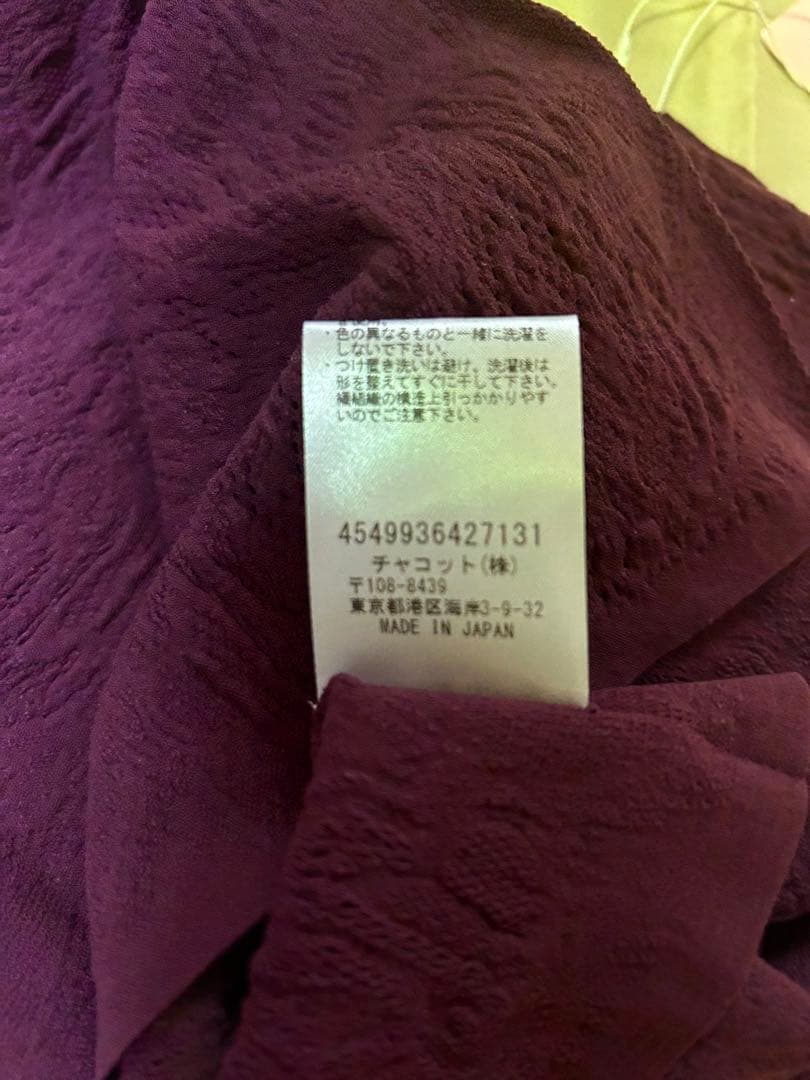 ・色の異なるものと一緒に洗濯を
しないで下さい。
・つけ置き洗いは避け、洗濯後は
形を整えてすぐに干して下さい。
繊組織の構造上引っかかりやす
いのでご注意下さい。
4549936427131
チャコット(株)
〒108-8439
東京都港区海岸3-9-32
MADE IN JAPAN